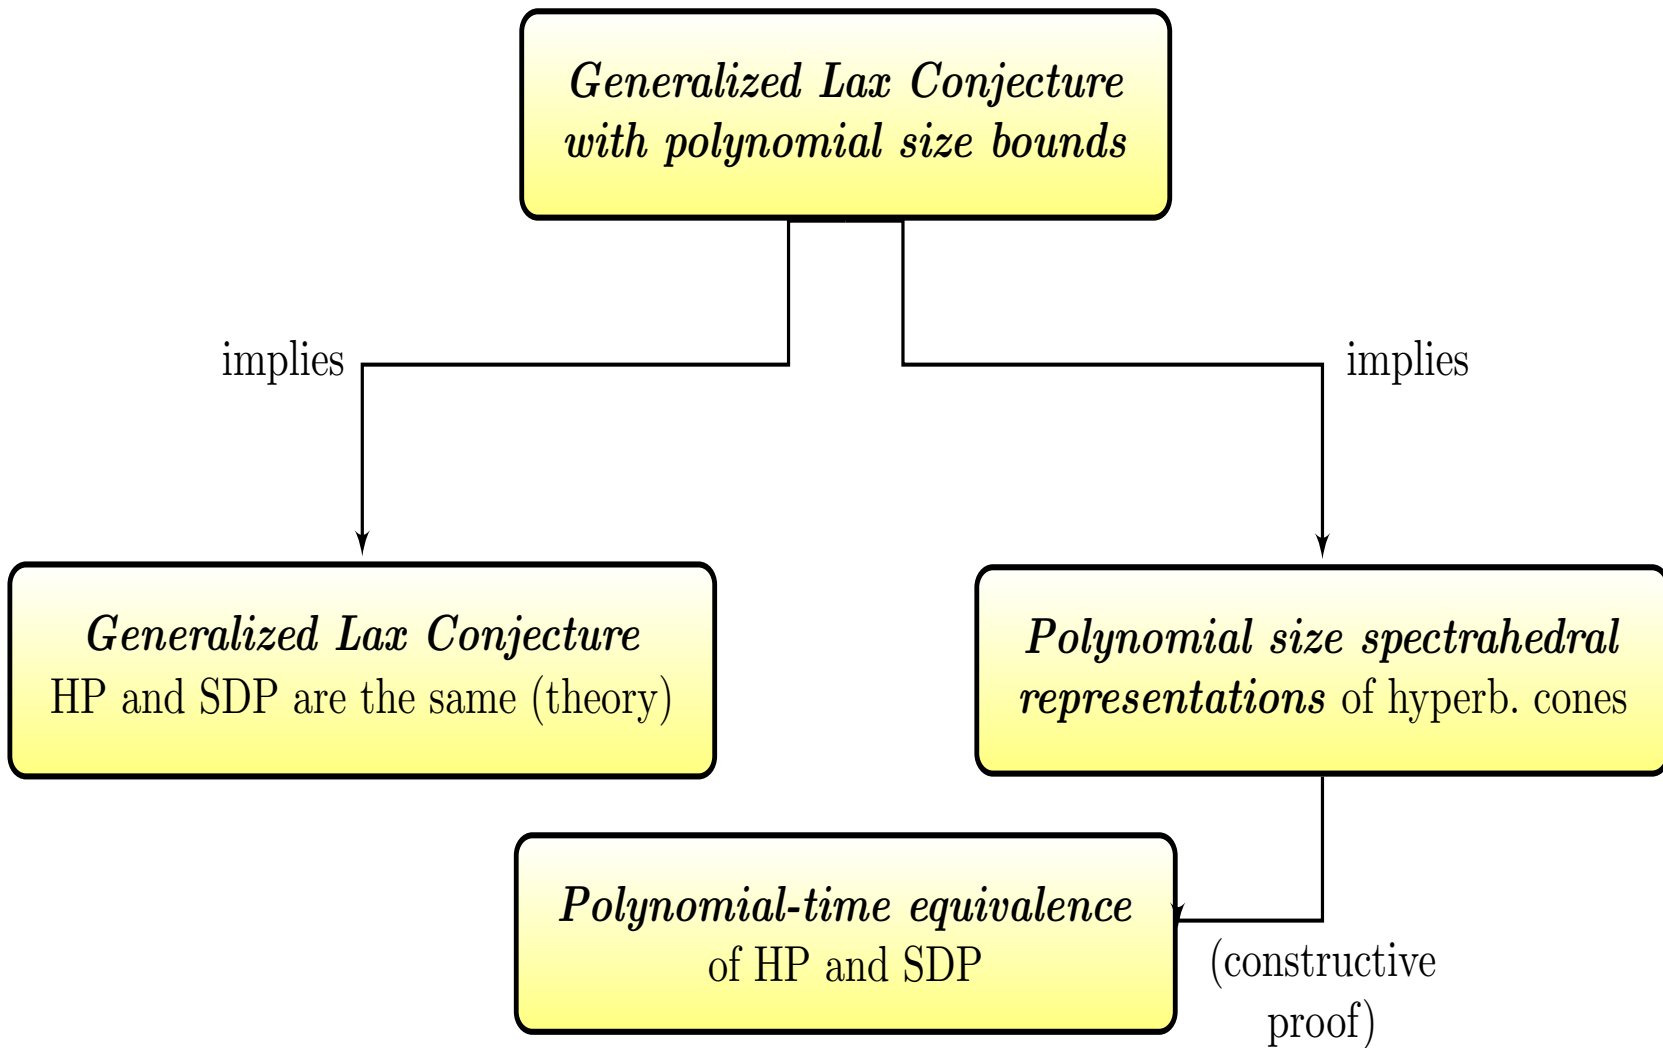 Generalized Lax Conjecture
with polynomial size bounds
implies
implies
Generalized Lax Conjecture
HP and SDP are the same (theory)
Polynomial size spectrahedral
representations of hyperb. cones
Polynomial-time equivalence
of HP and SDP
(constructive
proof)